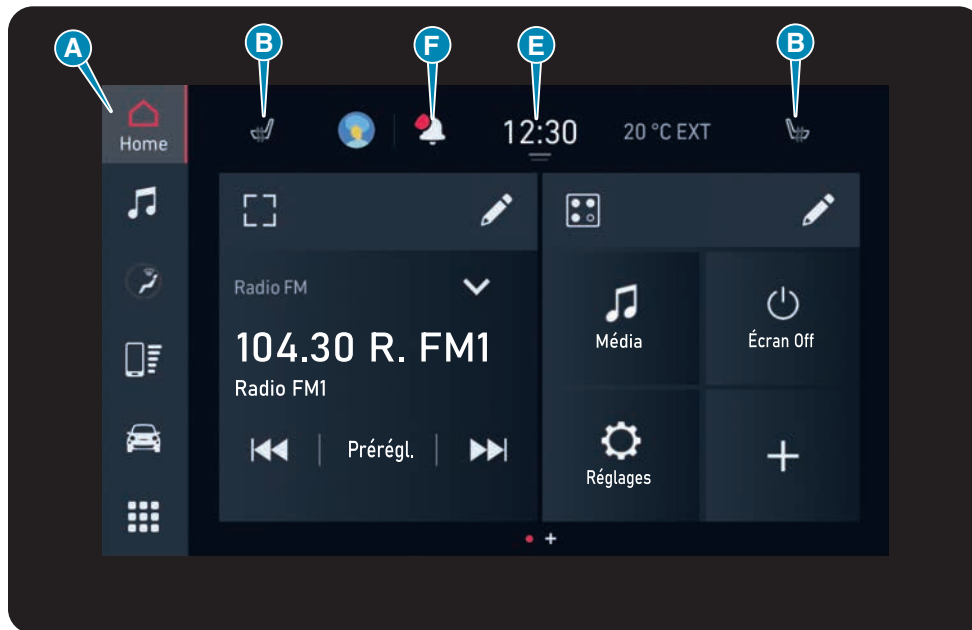 A
B
F
E
B
Home
12:30
20 °C EXT
Radio FM
104.30 R. FM1
Radio FM1
Prérégl.
Média
Écran Off
Réglages